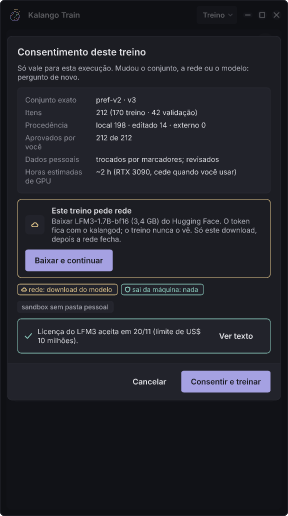 Kalango Train
Treino
Consentimento deste treino
Só vale para esta execução. Mudou o conjunto, a rede ou o modelo:
pergunto de novo.
Conjunto exato pref-v2 · v3
Itens 212 (170 treino · 42 validação)
Procedência local 198 · editado 14 · externo 0
Aprovados por 212 de 212
você
Dados pessoais trocados por marcadores; revisados
Horas estimadas ~2 h (RTX 3090, cede quando você usar)
de GPU
Este treino pede rede
Baixar LFM3-1.7B-bf16 (3,4 GB) do Hugging Face. O token
fica com o kalangod; o treino nunca o vê. Só este download,
depois a rede fecha.
Baixar e continuar
rede: download do modelo sai da máquina: nada
sandbox sem pasta pessoal
Licença do LFM3 aceita em 20/11 (limite de US$
10 milhões).
Ver texto
Cancelar Consentir e treinar